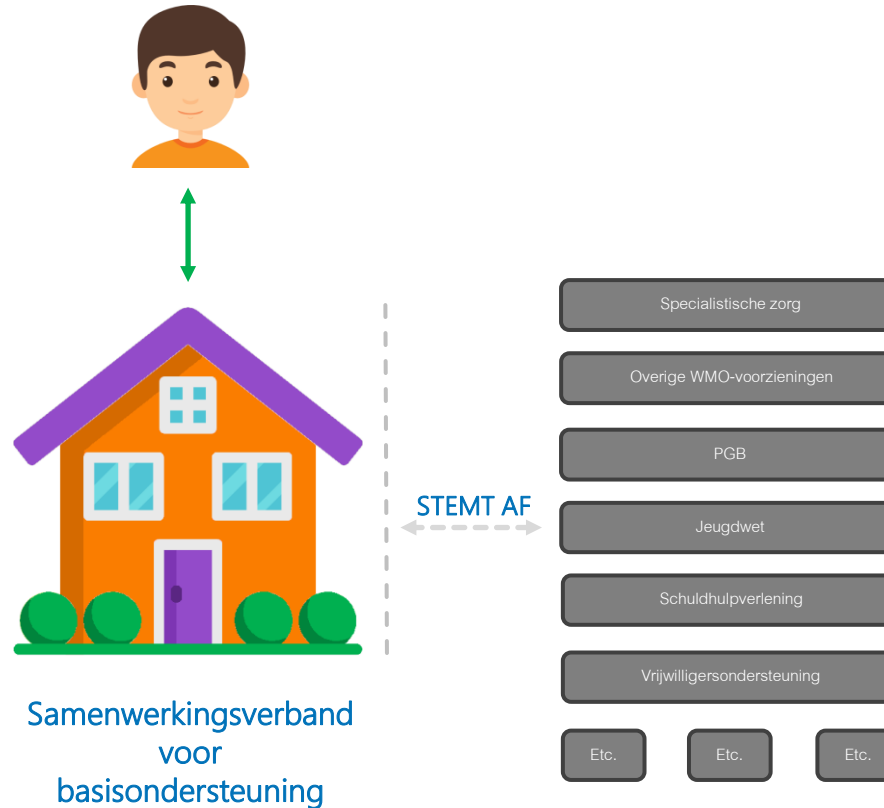 Specialistische zorg
Overige WMO-voorzieningen
PGB
STEMT AF
Jeugdwet
Schuldhulpverlening
Vrijwilligersondersteuning
Etc.
Etc.
Etc.
Samenwerkingsverband
voor
basisondersteuning